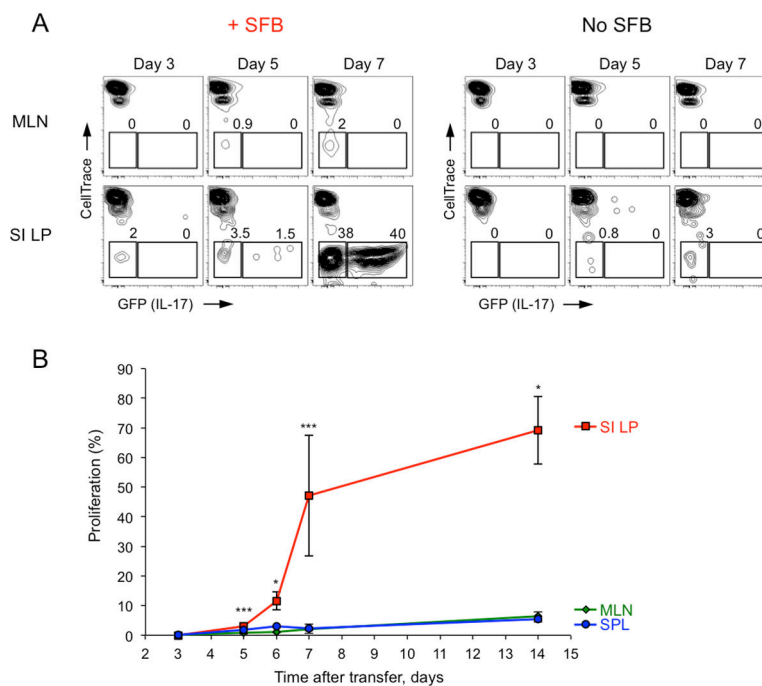 A
+ SFB
No SFB
Day 3 Day 5 Day 7 Day 3 Day 5 Day 7
MLN
0 0 0.9 0 2 0 0 0 0 0 0 0
CellTrace CellTrace
SI LP
2 0 3.5 1.5 38 40 0 0 0.8 0 3 0
GFP (IL-17) GFP (IL-17)
B
90
80
70
60
50
40
30
20
10
0
Proliferation (%)
*** * *** *
SI LP
MLN
SPL
2 3 5 6 7 8 9 10 11 12 13 14 15
Time after transfer, days